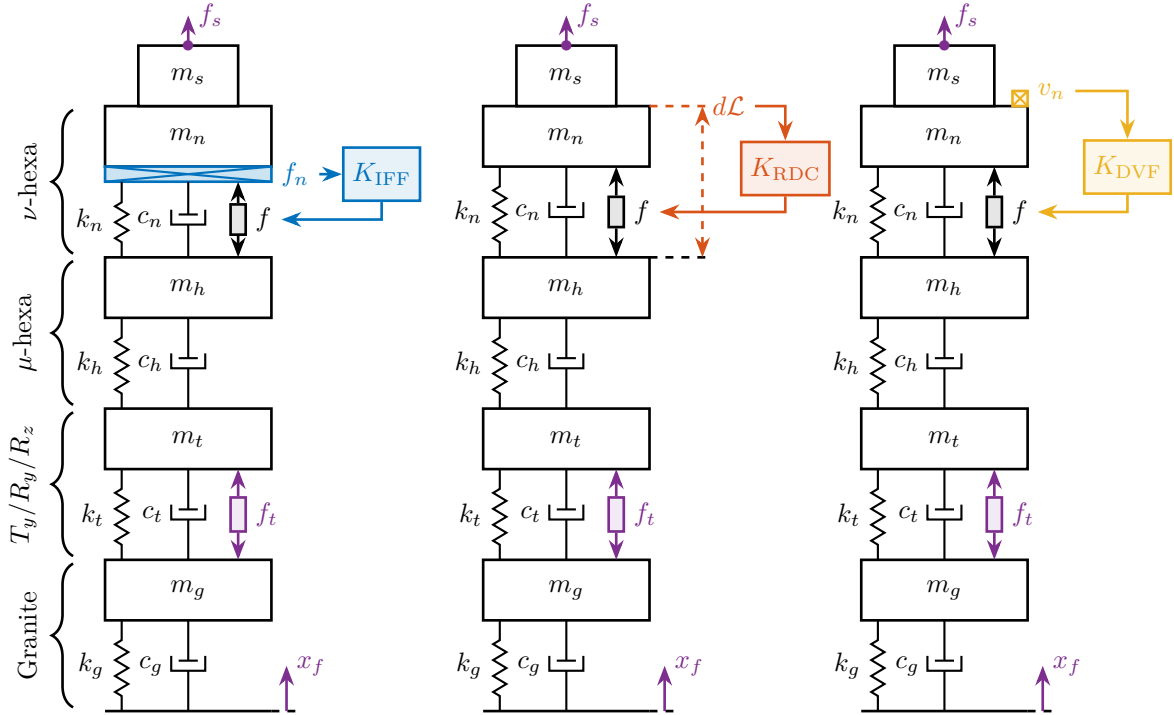 f_s f_s f_s
m_s m_s m_s
dℒ v_n
m_n m_n m_n
f_n K_IFF K_RDC K_DVF
ν-hexa
k_n c_n f k_n c_n f k_n c_n f
m_h m_h m_h
μ-hexa
k_h c_h k_h c_h k_h c_h
m_t m_t m_t
T_y/R_y/R_z
k_t c_t f_t k_t c_t f_t k_t c_t f_t
m_g m_g m_g
Granite
k_g c_g x_f k_g c_g x_f k_g c_g x_f